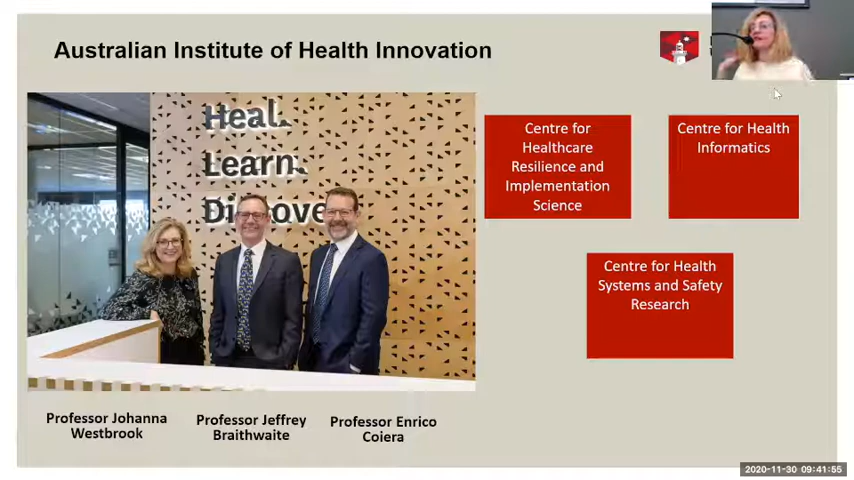 Australian Institute of Health Innovation
Heal.
Learn.
Discove
Centre for
Healthcare
Resilience and
Implementation
Science
Centre for Health
Informatics
Centre for Health
Systems and Safety
Research
Professor Johanna
Westbrook
Professor Jeffrey
Braithwaite
Professor Enrico
Coiera
2020-11-30 09:41:55